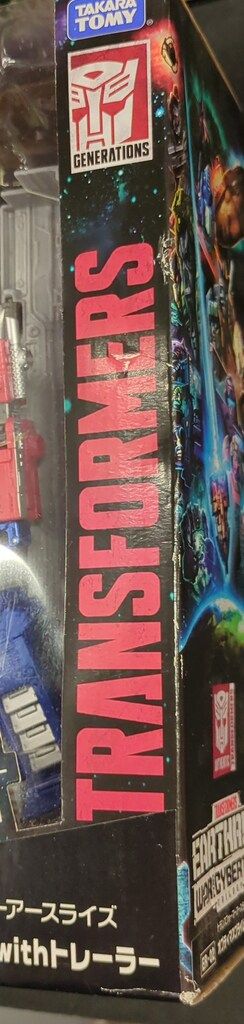 TAKARA
TOMY
GENERATIONS
TRANSFORMERS
ーアースライズ
withトレーラー
TRANSFORMERS